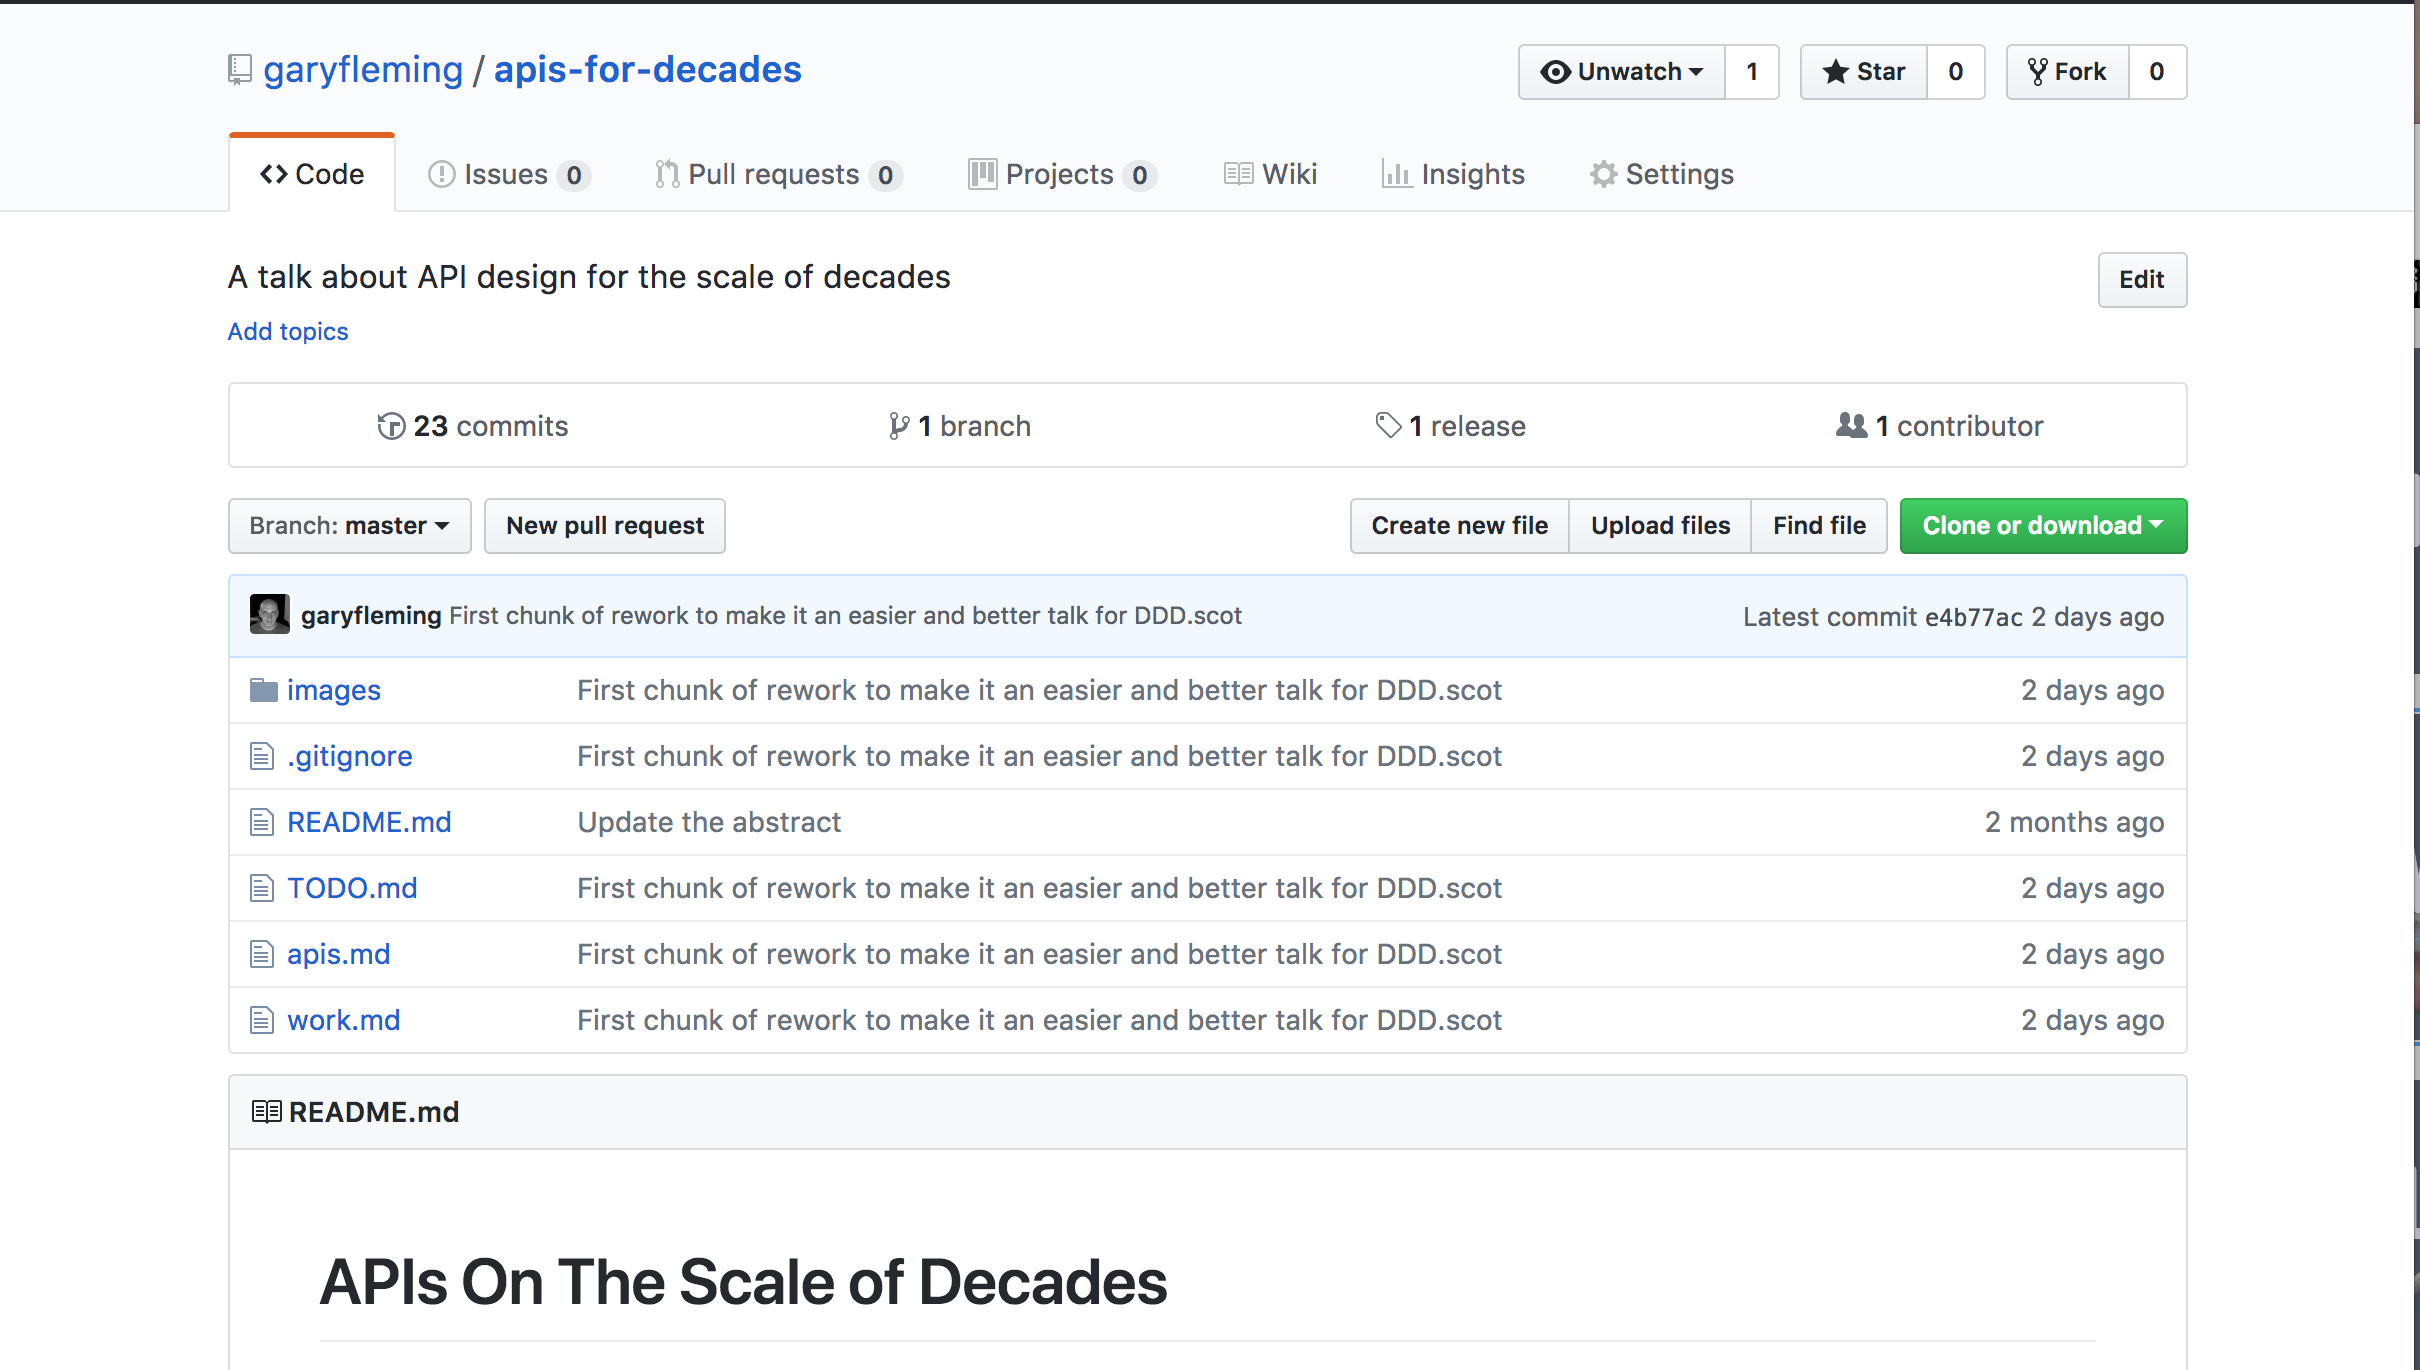 garyfleming / apis-for-decades
Unwatch 1 Star 0 Fork 0
Code Issues 0 Pull requests 0 Projects 0 Wiki Insights Settings
A talk about API design for the scale of decades
Edit
Add topics
23 commits 1 branch 1 release 1 contributor
Branch: master New pull request Create new file Upload files Find file Clone or download
garyfleming First chunk of rework to make it an easier and better talk for DDD.scot Latest commit e4b77ac 2 days ago
images First chunk of rework to make it an easier and better talk for DDD.scot 2 days ago
.gitignore First chunk of rework to make it an easier and better talk for DDD.scot 2 days ago
README.md Update the abstract 2 months ago
TODO.md First chunk of rework to make it an easier and better talk for DDD.scot 2 days ago
apis.md First chunk of rework to make it an easier and better talk for DDD.scot 2 days ago
work.md First chunk of rework to make it an easier and better talk for DDD.scot 2 days ago
README.md
APIs On The Scale of Decades